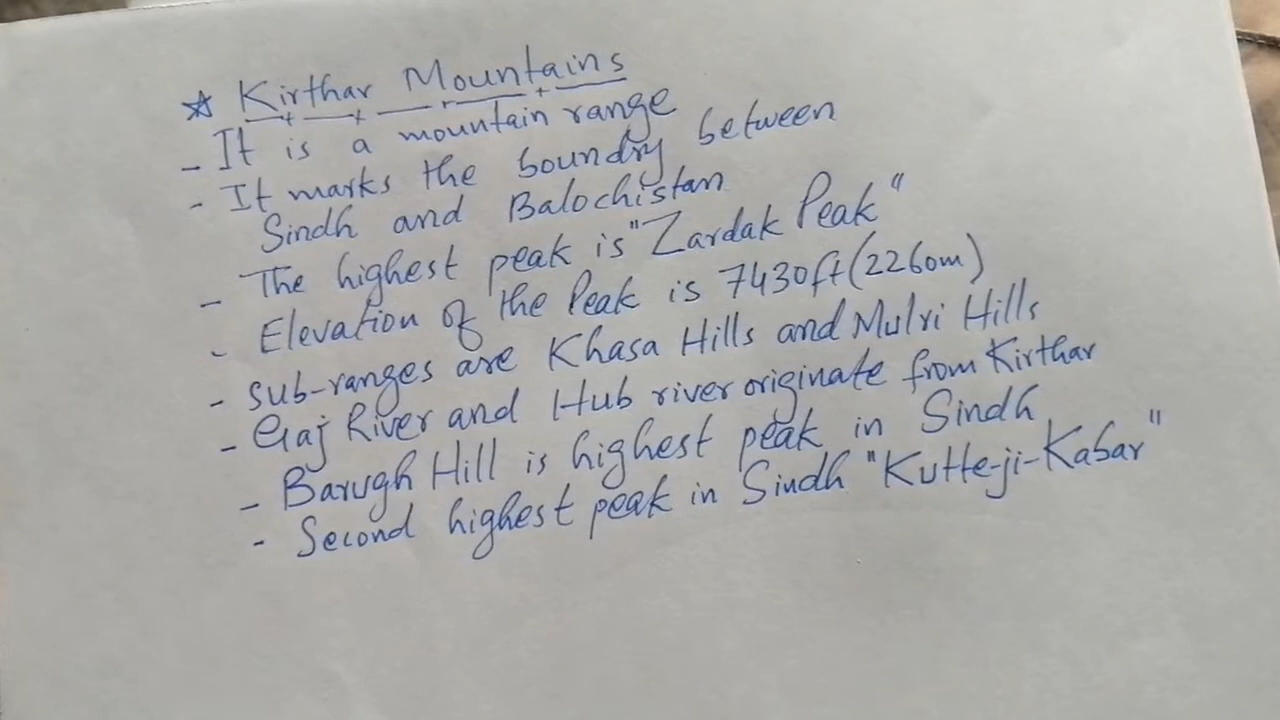 ☆ Kirthar Mountains
- It is a mountain range
- It marks the boundry between
Sindh and Balochistan
- The highest peak is "Zardak Peak"
- Elevation of the Peak is 7430ft (2260m)
- sub-ranges are Khasa Hills and Mulri Hills
- Gaj River and Hub river originate from Kirthar
- Barugh Hill is highest peak in Sindh
- Second highest peak in Sindh "Kutte-ji-Kabar"